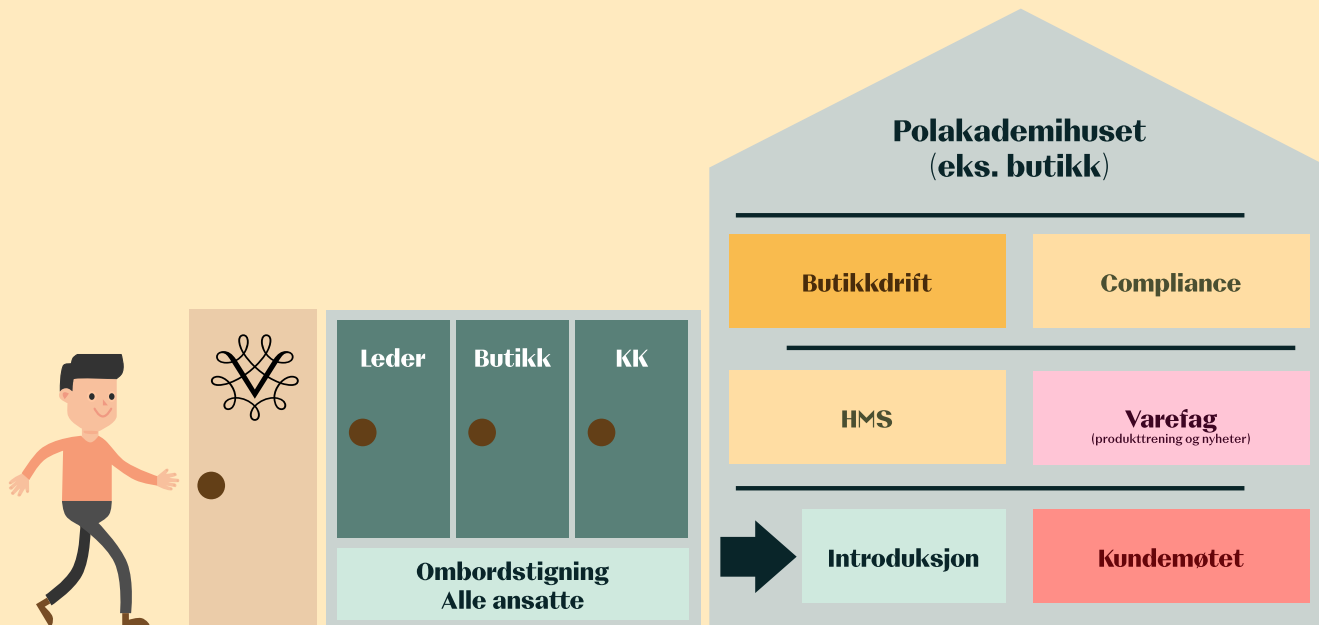 Polakademihuset
(eks. butikk)
Butikkdrift
Compliance
HMS
Varefag
(produkttrening og nyheter)
Introduksjon
Kundemøtet
Leder
Butikk
KK
Ombordstigning
Alle ansatte